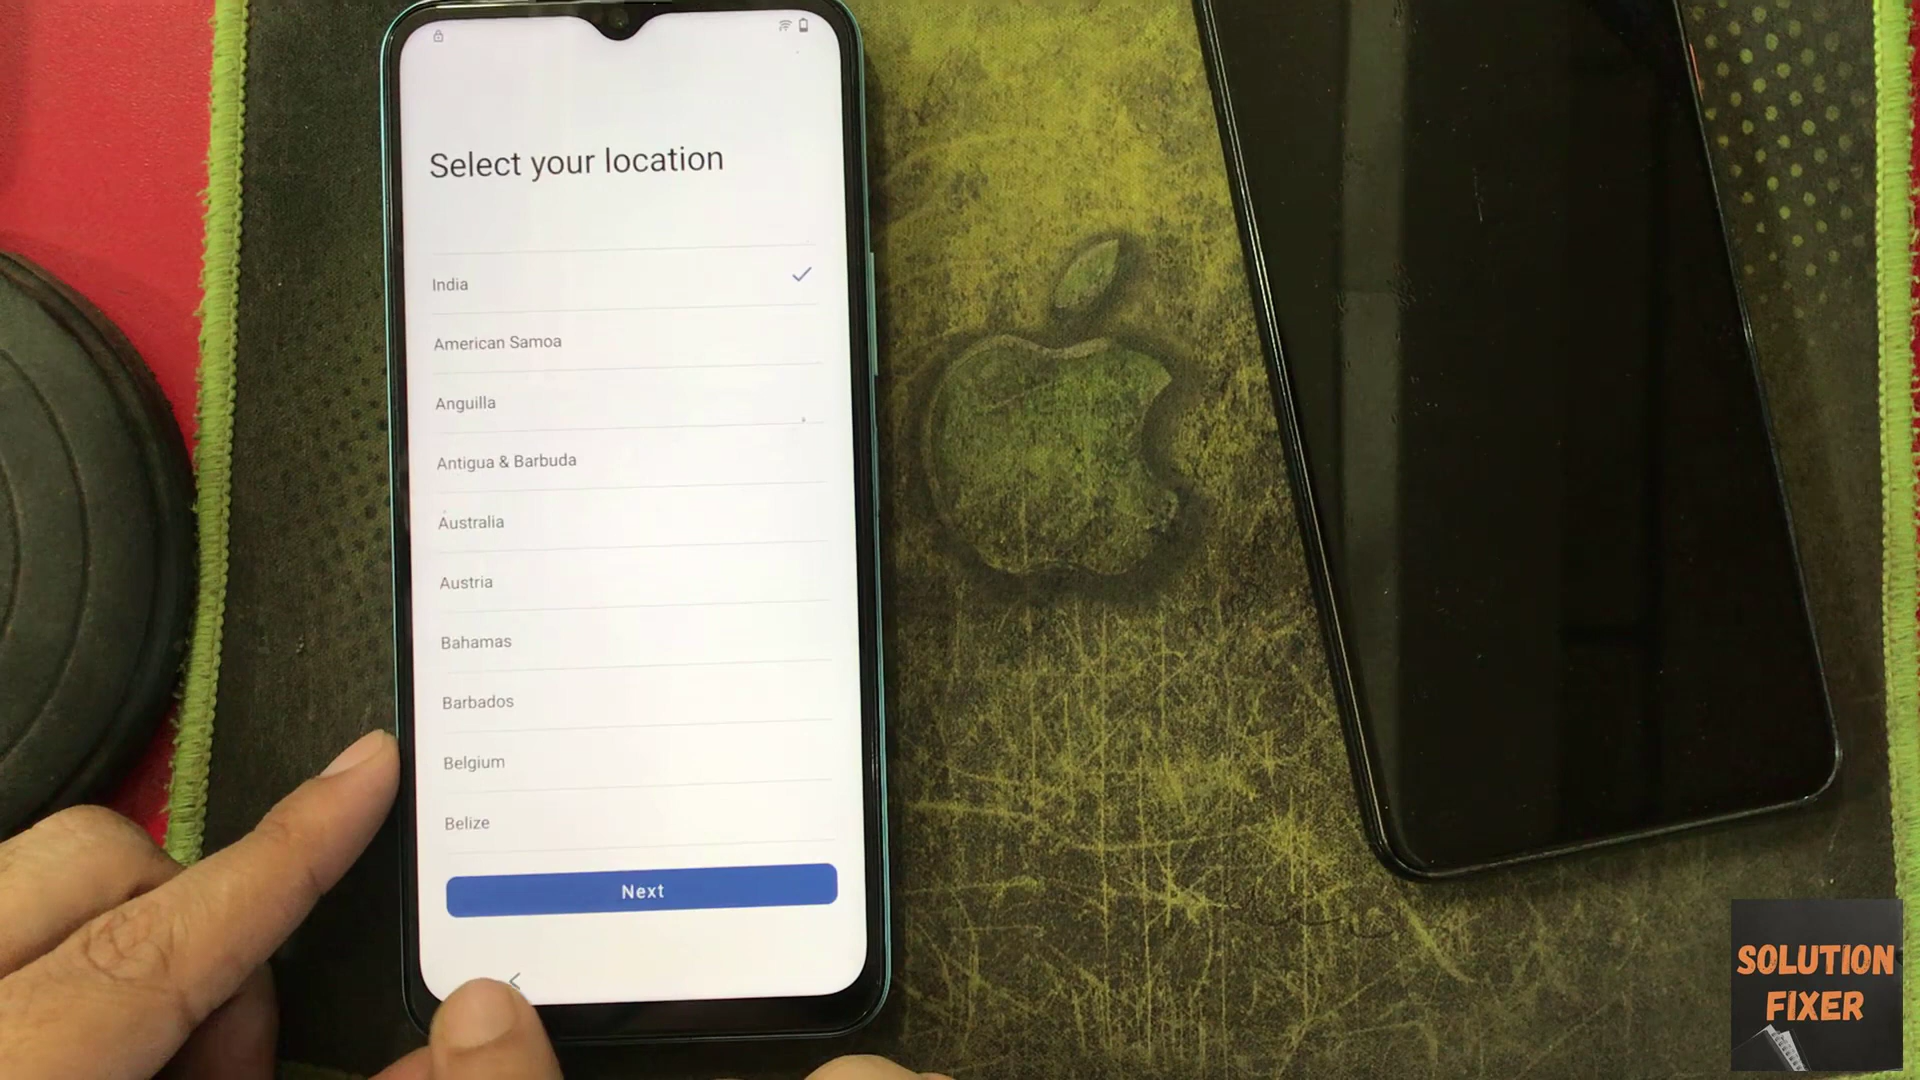 Select your location
India
American Samoa
Anguilla
Antigua & Barbuda
Australia
Austria
Bahamas
Barbados
Belgium
Belize
Next
SOLUTION
FIXER